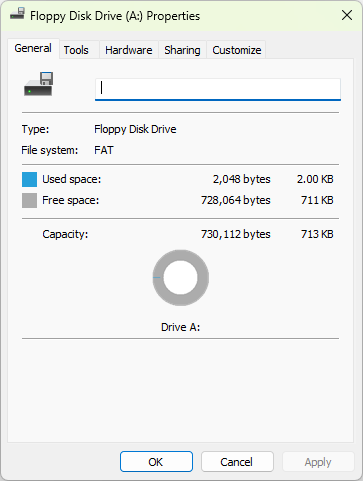 Floppy Disk Drive (A:) Properties
General Tools Hardware Sharing Customize
Type: Floppy Disk Drive
File system: FAT
Used space: 2,048 bytes 2.00 KB
Free space: 728,064 bytes 711 KB
Capacity: 730,112 bytes 713 KB
Drive A:
OK Cancel Apply